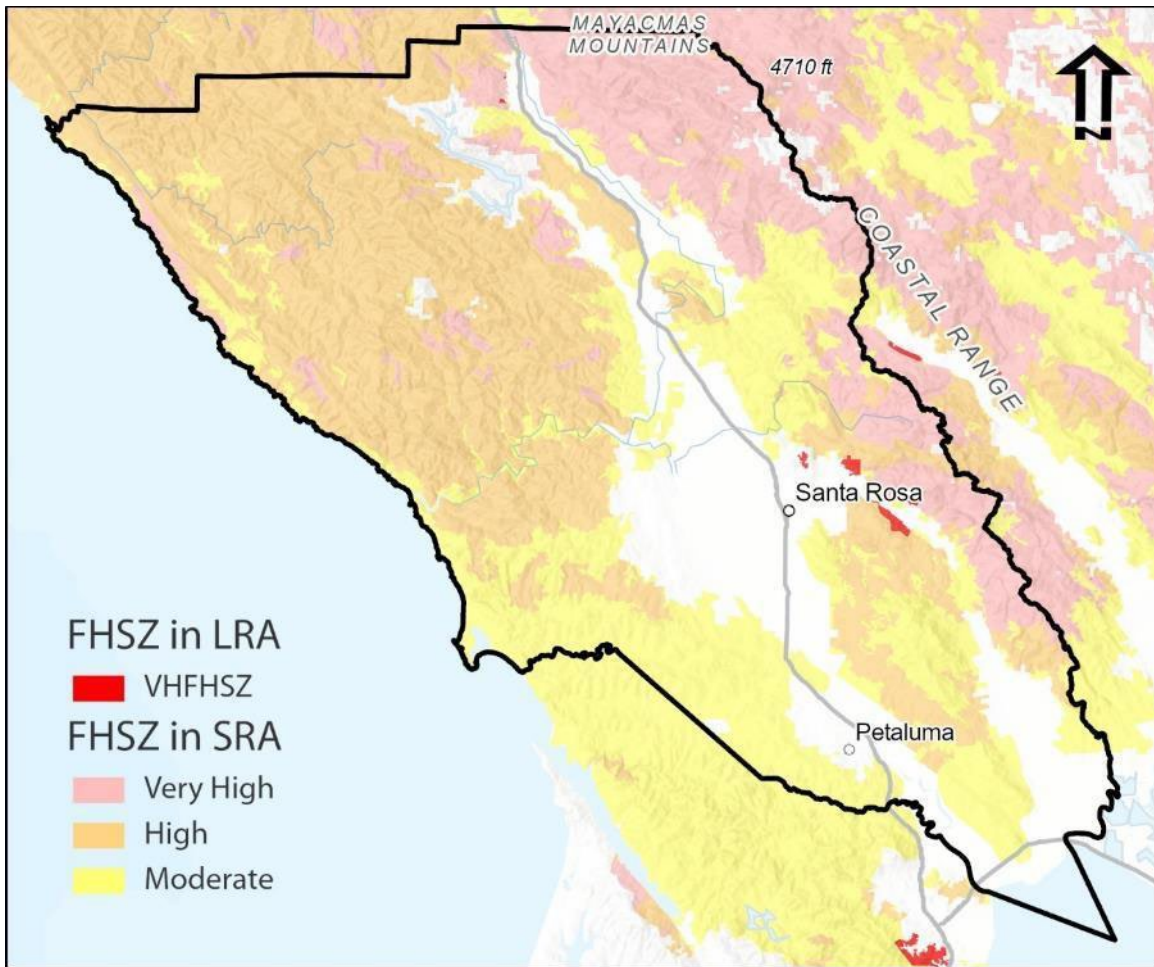 MAYACMAS
MOUNTAINS
4710 ft
N
COASTAL RANGE
Santa Rosa
Petaluma
FHSZ in LRA
VHFHSZ
FHSZ in SRA
Very High
High
Moderate